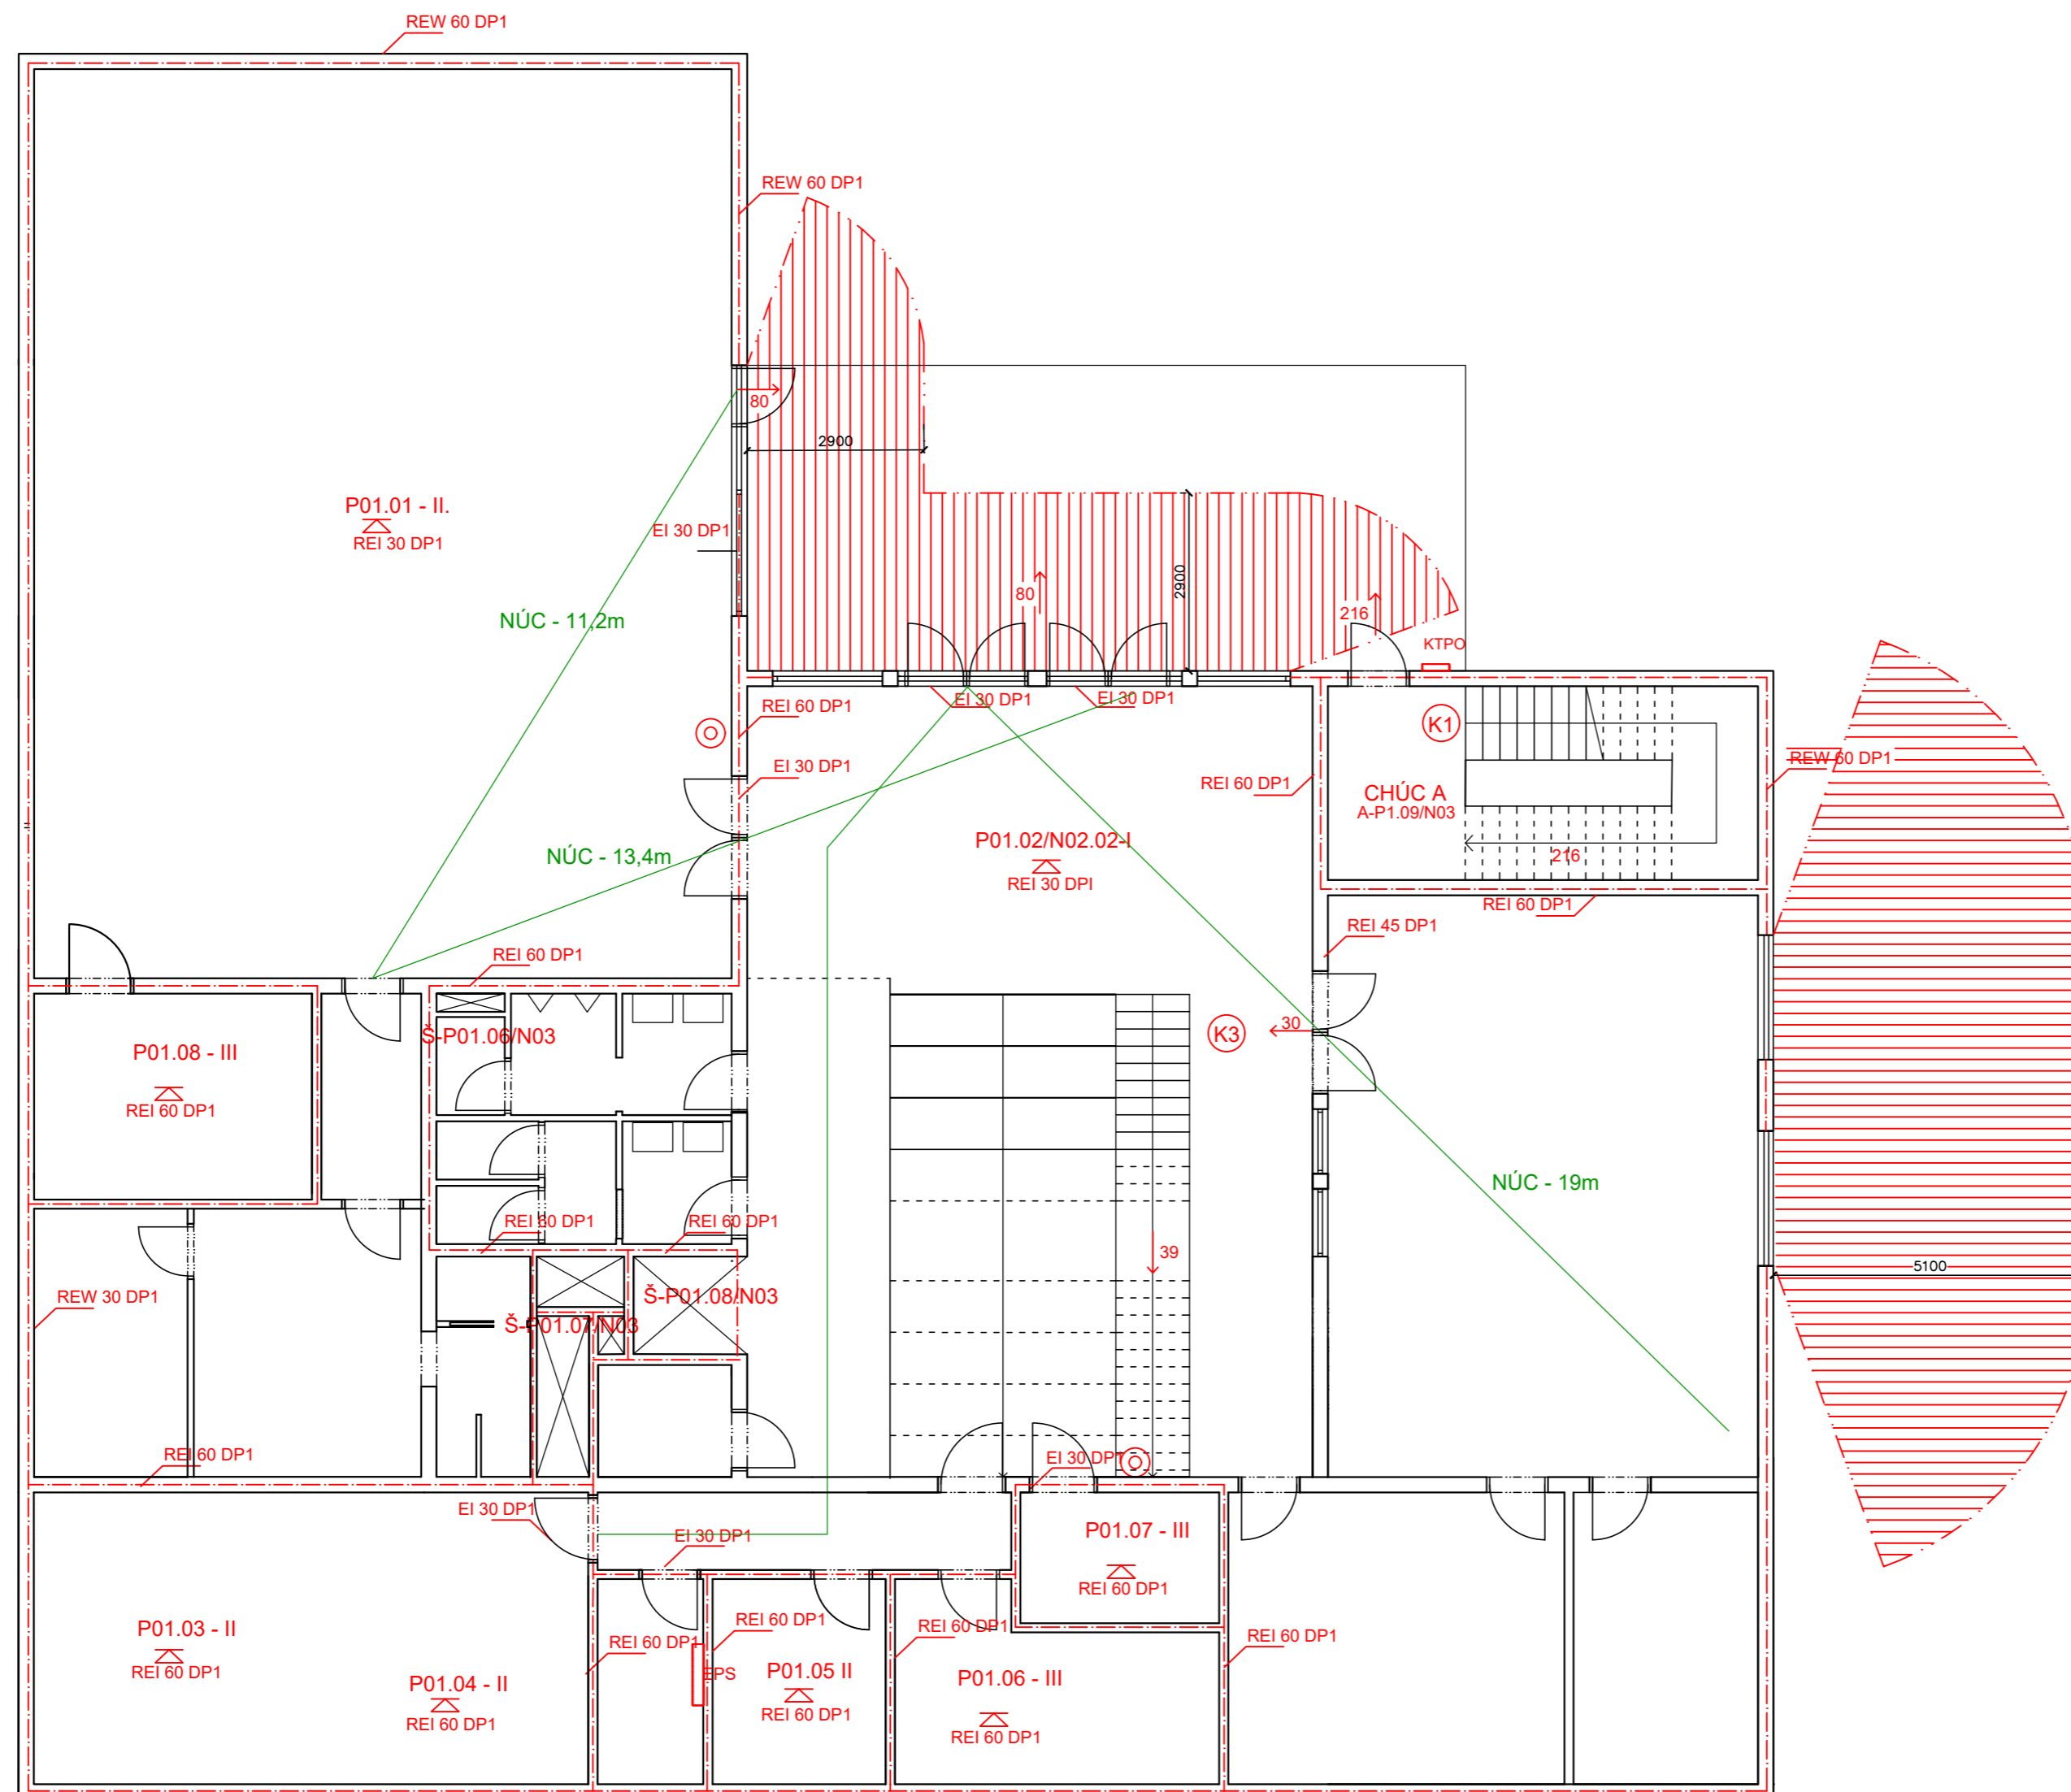 REW 60 DP1
REW 60 DP1
80
2900
P01.01 - II.
REI 30 DP1
EI 30 DP1
2900
80
216
NÚC - 11,2m
KTPO
EI 30 DP1
EI 30 DP1
REI 60 DP1
K1
REW 60 DP1
EI 30 DP1
REI 60 DP1
CHÚC A
A-P1.09/N03
P01.02/N02.02-I
REI 30 DPI
NÚC - 13,4m
216
REI 60 DP1
REI 45 DP1
REI 60 DP1
Š-P01.06/N03
K3
30
P01.08 - III
REI 60 DP1
NÚC - 19m
REI 60 DP1
REI 60 DP1
39
5100
REW 30 DP1
Š-P01.08/N03
Š-P01.07/N03
REI 60 DP1
EI 30 DP1
EI 30 DP1
EI 30 DP1
P01.07 - III
REI 60 DP1
P01.03 - II
REI 60 DP1
REI 60 DP1
REI 60 DP1
REI 60 DP1
REI 60 DP1
EPS
P01.04 - II
REI 60 DP1
P01.05 II
REI 60 DP1
P01.06 - III
REI 60 DP1